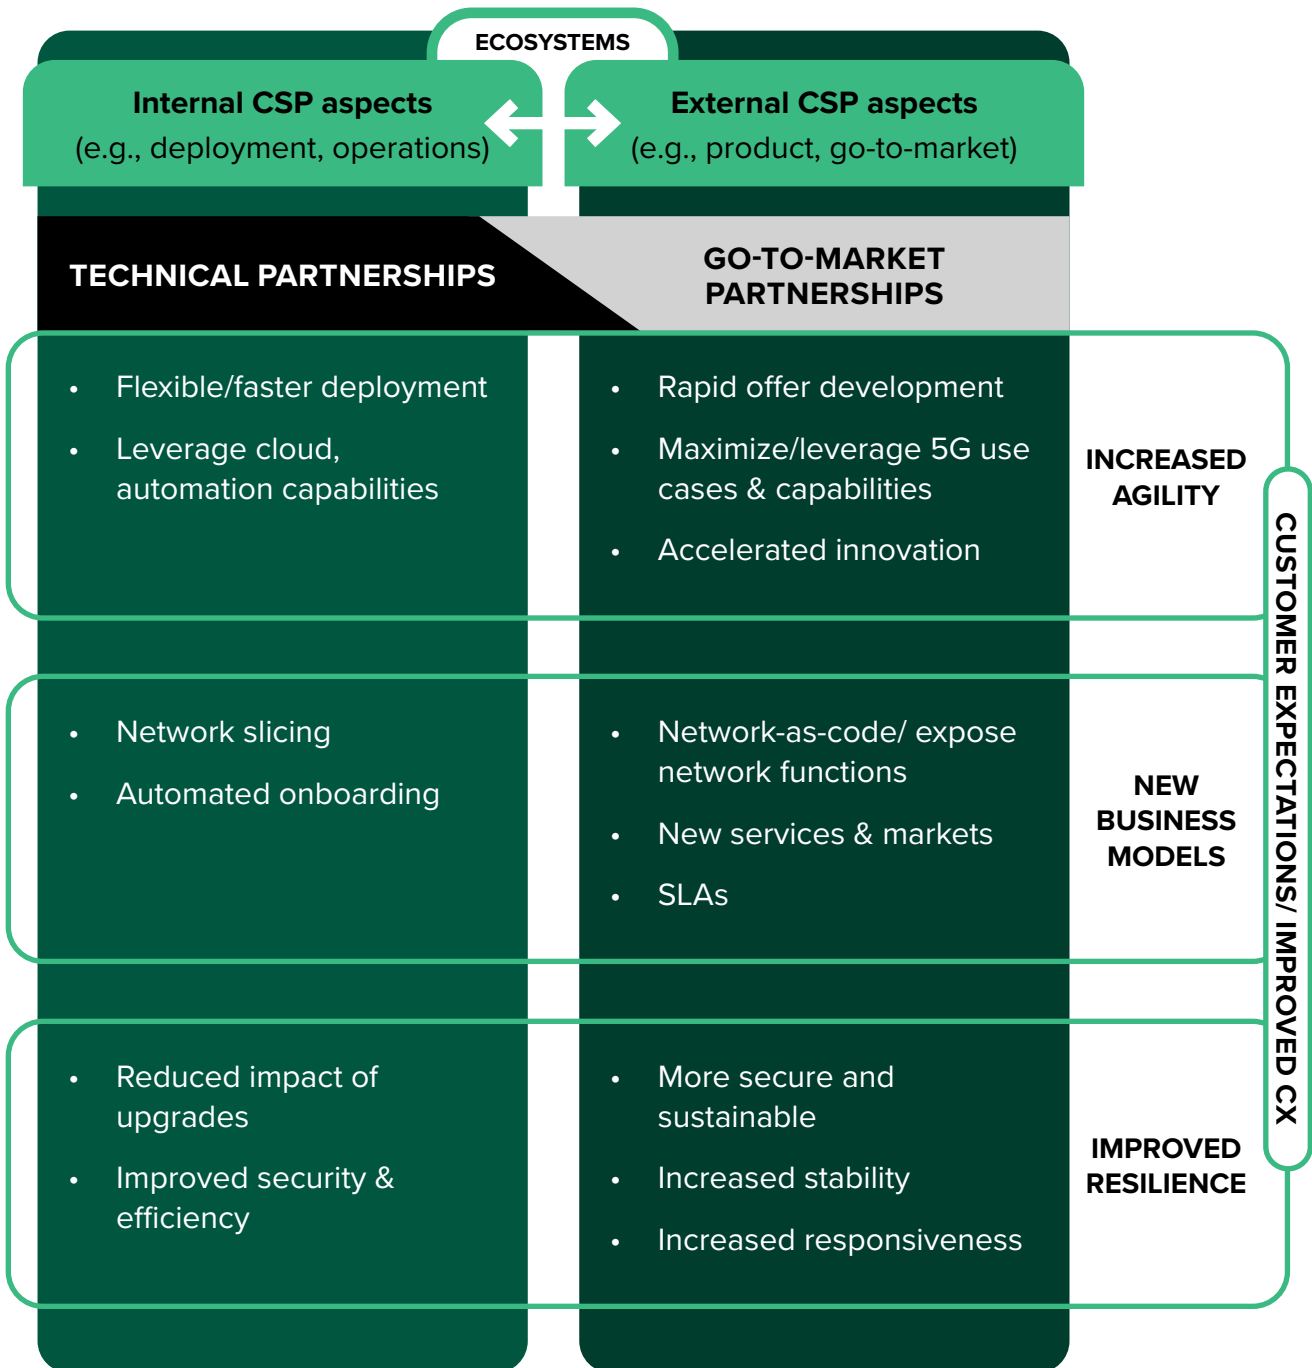 ECOSYSTEMS
Internal CSP aspects
(e.g., deployment, operations)
External CSP aspects
(e.g., product, go-to-market)
TECHNICAL PARTNERSHIPS
GO-TO-MARKET
PARTNERSHIPS
• Flexible/faster deployment
• Leverage cloud,
automation capabilities
• Rapid offer development
• Maximize/leverage 5G use
cases & capabilities
• Accelerated innovation
INCREASED
AGILITY
• Network slicing
• Automated onboarding
• Network-as-code/ expose
network functions
• New services & markets
• SLAs
NEW
BUSINESS
MODELS
• Reduced impact of
upgrades
• Improved security &
efficiency
• More secure and
sustainable
• Increased stability
• Increased responsiveness
IMPROVED
RESILIENCE
CUSTOMER EXPECTATIONS/ IMPROVED CX